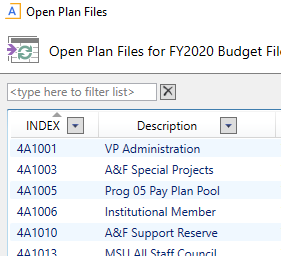 A Open Plan Files
Open Plan Files for FY2020 Budget File
<type here to filter list>
INDEX Description
4A1001 VP Administration
4A1003 A&F Special Projects
4A1005 Prog 05 Pay Plan Pool
4A1006 Institutional Member
4A1010 A&F Support Reserve
4A1013 MSU All Staff Council